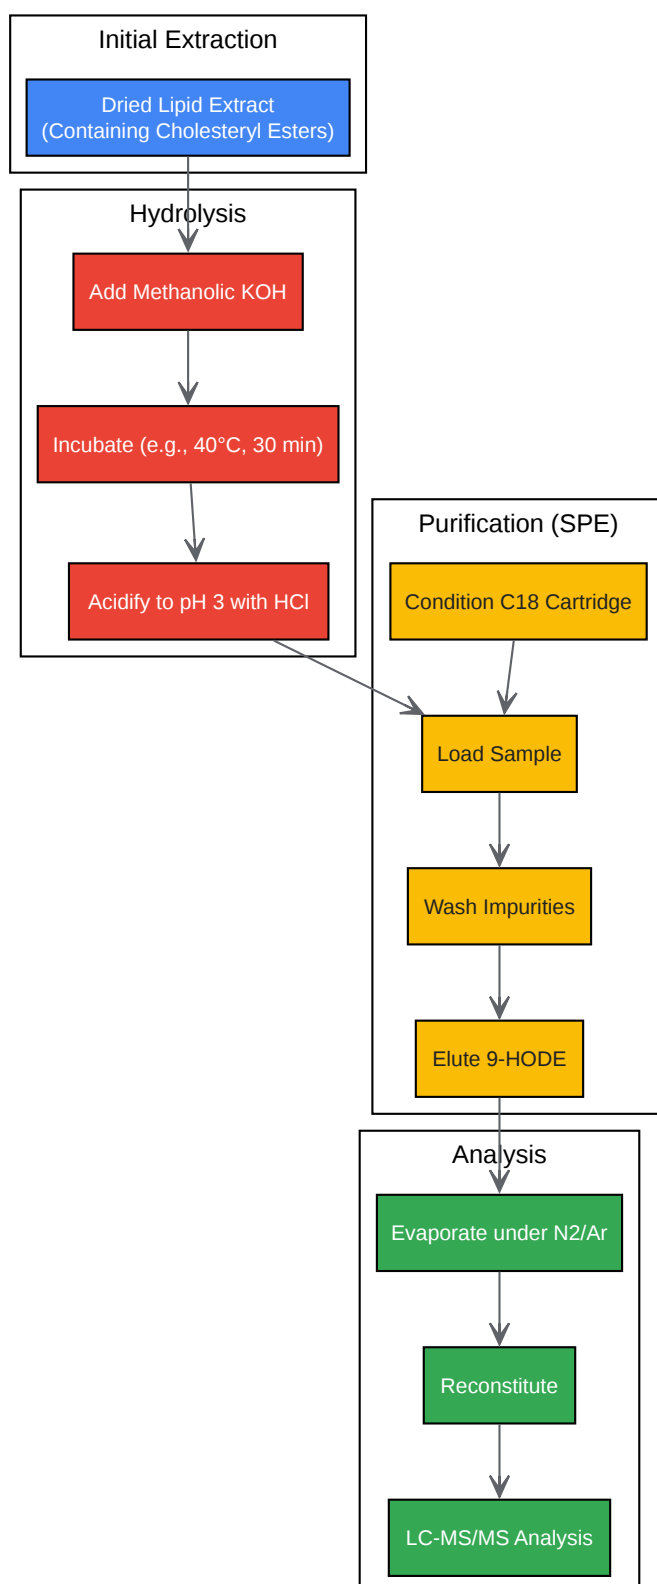 Initial Extraction
Dried Lipid Extract
(Containing Cholesteryl Esters)
Hydrolysis
Add Methanolic KOH
Incubate (e.g., 40°C, 30 min)
Acidify to pH 3 with HCl
Purification (SPE)
Condition C18 Cartridge
Load Sample
Wash Impurities
Elute 9-HODE
Analysis
Evaporate under N2/Ar
Reconstitute
LC-MS/MS Analysis